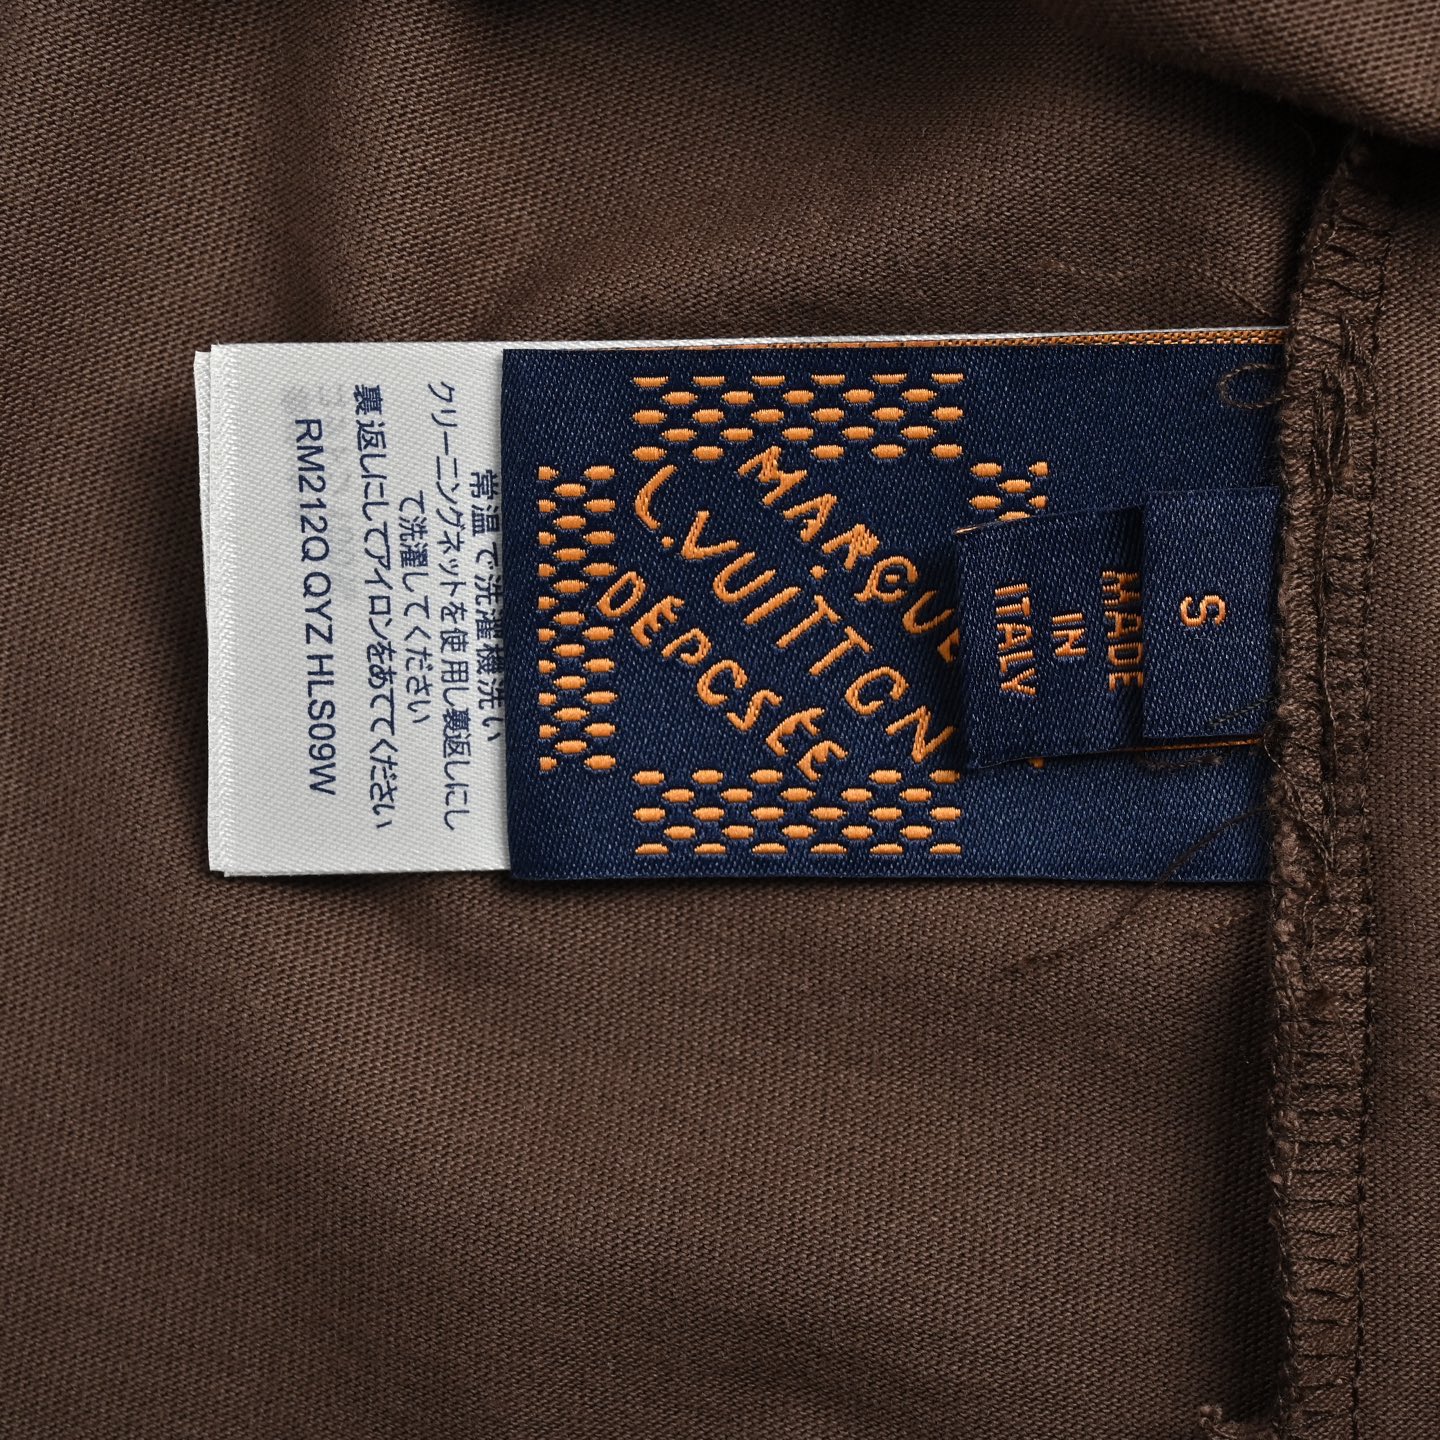 常温で洗濯機洗い
クリーニングネットを使用し裏返しにし
て洗濯してください
裏返しにしてアイロンをあててください
RM212Q QYZ HLS09W
MARQUE
L.VUITTON
DEPOSEE
MADE
IN
ITALY
S